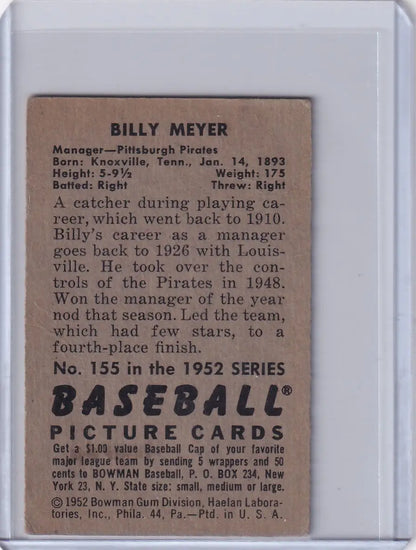 BILLY MEYER
Manager—Pittsburgh Pirates
Born: Knoxville, Tenn., Jan. 14, 1893
Height: 5-9½ Weight: 175
Batted: Right Threw: Right
A catcher during playing ca-
reer, which went back to 1910.
Billy's career as a manager
goes back to 1926 with Louis-
ville. He took over the con-
trols of the Pirates in 1948.
Won the manager of the year
nod that season. Led the team,
which had few stars, to a
fourth-place finish.
No. 155 in the 1952 SERIES
BASEBALL®
PICTURE CARDS
Get a $1.00 value Baseball Cap of your favorite
major league team by sending 5 wrappers and 50
cents to BOWMAN Baseball, P. O. BOX 234, New
York 23, N. Y. State size: small, medium or large.
©1952 Bowman Gum Division, Haelan Labora-
tories, Inc., Phila. 44, Pa.—Ptd. in U. S. A.